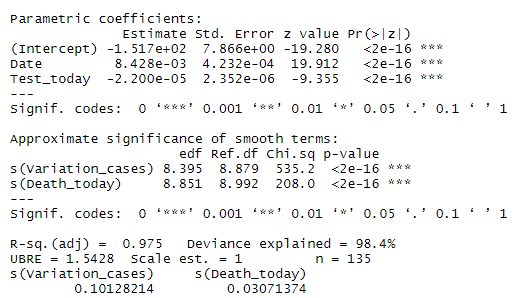 Parametric coefficients:
Estimate Std. Error z value Pr(>|z|)
(Intercept) -1.517e+02 7.866e+00 -19.280 <2e-16 ***
Date 8.428e-03 4.232e-04 19.912 <2e-16 ***
Test_today -2.200e-05 2.352e-06 -9.355 <2e-16 ***
---
Signif. codes: 0 ‘***’ 0.001 ‘**’ 0.01 ‘*’ 0.05 ‘.’ 0.1 ‘ ’ 1
Approximate significance of smooth terms:
edf Ref.df Chi.sq p-value
s(Variation_cases) 8.395 8.879 535.2 <2e-16 ***
s(Death_today) 8.851 8.992 208.0 <2e-16 ***
---
Signif. codes: 0 ‘***’ 0.001 ‘**’ 0.01 ‘*’ 0.05 ‘.’ 0.1 ‘ ’ 1
R-sq.(adj) = 0.975 Deviance explained = 98.4%
UBRE = 1.5428 Scale est. = 1 n = 135
s(Variation_cases) s(Death_today)
0.10128214 0.03071374